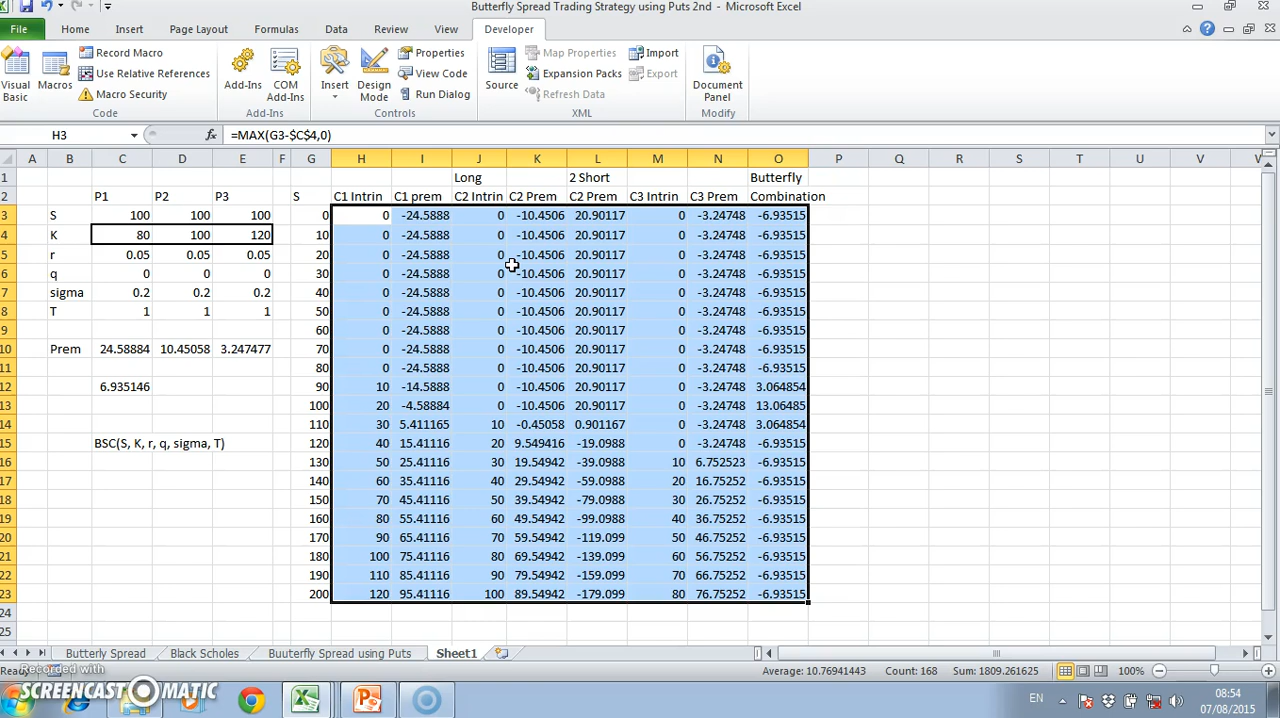 Butterfly Spread Trading Strategy using Puts 2nd - Microsoft Excel
File Home Insert Page Layout Formulas Data Review View Developer
Record Macro Properties Map Properties Import
Use Relative References View Code Expansion Packs Export
Macro Security Run Dialog Refresh Data
Visual Basic Macros Add-Ins COM Add-Ins Insert Design Mode Source Document Panel
Code Add-Ins Controls XML Modify
H3 fx =MAX(G3-$C$4,0)
A B C D E F G H I J K L M N O P Q R S T U V
1 Long 2 Short Butterfly
2 P1 P2 P3 S C1 Intrin C1 prem C2 Intrin C2 Prem C2 Prem C3 Intrin C3 Prem Combination
3 S 100 100 100 0 0 -24.5888 0 -10.4506 20.90117 0 -3.24748 -6.93515
4 K 80 100 120 10 0 -24.5888 0 -10.4506 20.90117 0 -3.24748 -6.93515
5 r 0.05 0.05 0.05 20 0 -24.5888 0 -10.4506 20.90117 0 -3.24748 -6.93515
6 q 0 0 0 30 0 -24.5888 0 -10.4506 20.90117 0 -3.24748 -6.93515
7 sigma 0.2 0.2 0.2 40 0 -24.5888 0 -10.4506 20.90117 0 -3.24748 -6.93515
8 T 1 1 1 50 0 -24.5888 0 -10.4506 20.90117 0 -3.24748 -6.93515
9 60 0 -24.5888 0 -10.4506 20.90117 0 -3.24748 -6.93515
10 Prem 24.58884 10.45058 3.247477 70 0 -24.5888 0 -10.4506 20.90117 0 -3.24748 -6.93515
11 80 0 -24.5888 0 -10.4506 20.90117 0 -3.24748 -6.93515
12 6.935146 90 10 -14.5888 0 -10.4506 20.90117 0 -3.24748 3.064854
13 100 20 -4.58884 0 -10.4506 20.90117 0 -3.24748 13.06485
14 110 30 5.411165 10 -0.45058 0.901167 0 -3.24748 3.064854
15 BSC(S, K, r, q, sigma, T) 120 40 15.41116 20 9.549416 -19.0988 0 -3.24748 -6.93515
16 130 50 25.41116 30 19.54942 -39.0988 10 6.752523 -6.93515
17 140 60 35.41116 40 29.54942 -59.0988 20 16.75252 -6.93515
18 150 70 45.41116 50 39.54942 -79.0988 30 26.75252 -6.93515
19 160 80 55.41116 60 49.54942 -99.0988 40 36.75252 -6.93515
20 170 90 65.41116 70 59.54942 -119.099 50 46.75252 -6.93515
21 180 100 75.41116 80 69.54942 -139.099 60 56.75252 -6.93515
22 190 110 85.41116 90 79.54942 -159.099 70 66.75252 -6.93515
23 200 120 95.41116 100 89.54942 -179.099 80 76.75252 -6.93515
24
25
Butterfly Spread Black Scholes Buuterfly Spread using Puts Sheet1
Ready Average: 10.76941443 Count: 168 Sum: 1809.261625 100%
Recorded with
SCREENCAST-O-MATIC
EN 08:54
07/08/2015